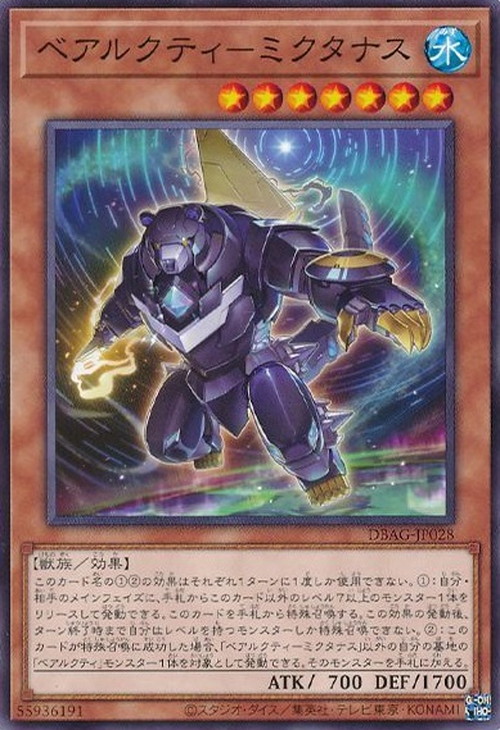 ベアルクティ－ミクタナス
水
DBAG-JP028
【獣族／効果】
このカード名の①②の効果はそれぞれ1ターンに1度しか使用できない。①：自分・
相手のメインフェイズに、手札からこのカード以外のレベル7以上のモンスター1体を
リリースして発動できる。このカードを手札から特殊召喚する。この効果の発動後、
ターン終了時まで自分はレベルを持つモンスターしか特殊召喚できない。②：この
カードが特殊召喚に成功した場合、「ベアルクティ－ミクタナス」以外の自分の墓地の
「ベアルクティ」モンスター1体を対象として発動できる。そのモンスターを手札に加える。
ATK/ 700 DEF/1700
55936191
©スタジオ・ダイス／集英社・テレビ東京・KONAMI